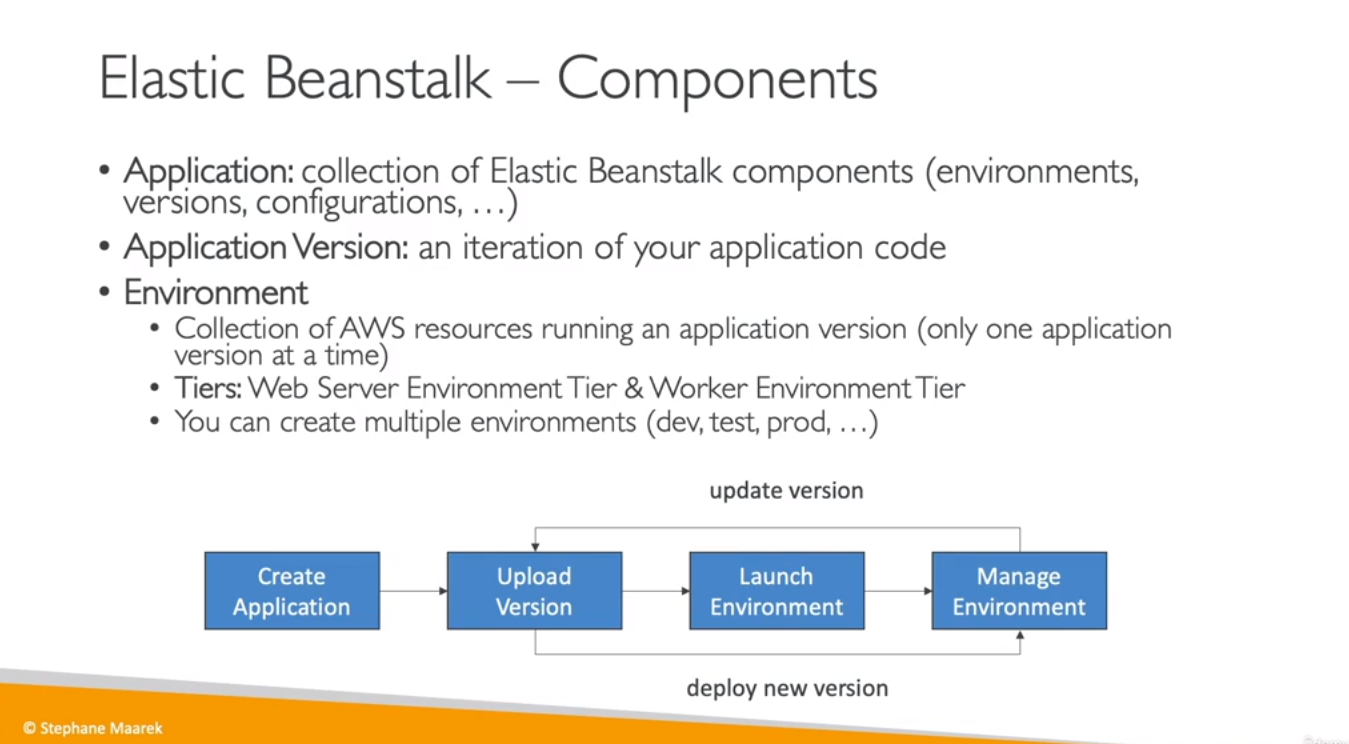 Elastic Beanstalk – Components
• Application: collection of Elastic Beanstalk components (environments,
versions, configurations, …)
• Application Version: an iteration of your application code
• Environment
• Collection of AWS resources running an application version (only one application
version at a time)
• Tiers: Web Server Environment Tier & Worker Environment Tier
• You can create multiple environments (dev, test, prod, …)
update version
Create
Application
Upload
Version
Launch
Environment
Manage
Environment
deploy new version
© Stephane Maarek